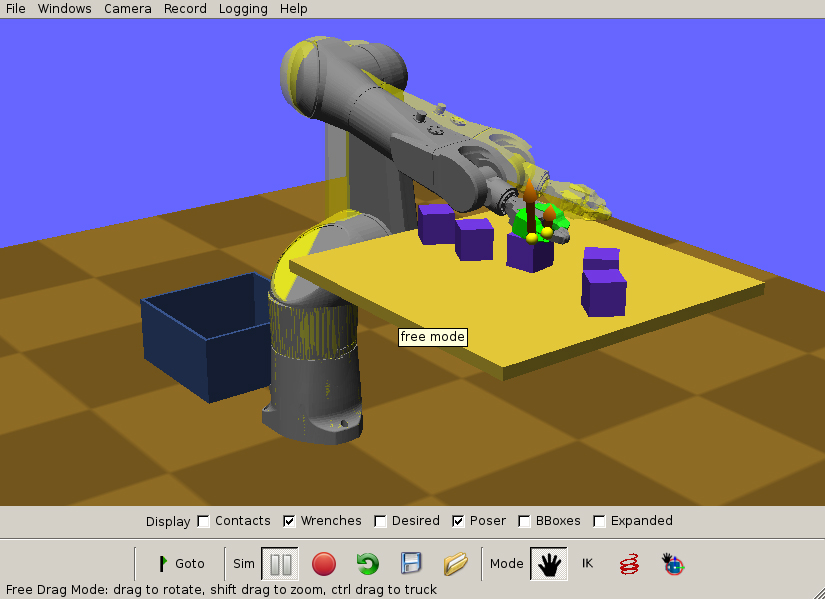 File Windows Camera Record Logging Help
free mode
Display Contacts Wrenches Desired Poser BBoxes Expanded
Goto Sim Mode IK
Free Drag Mode: drag to rotate, shift drag to zoom, ctrl drag to truck